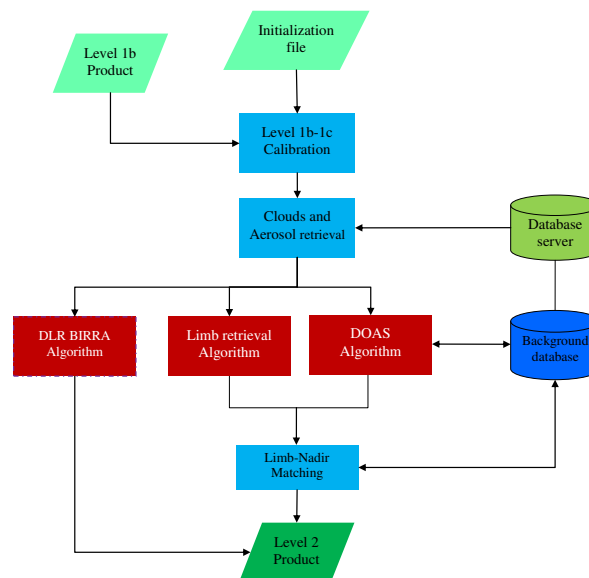 Initialization
file
Level 1b
Product
Level 1b-1c
Calibration
Clouds and
Aerosol retrieval
Database
server
DLR BIRRA
Algorithm
Limb retrieval
Algorithm
DOAS
Algorithm
Background
database
Limb-Nadir
Matching
Level 2
Product